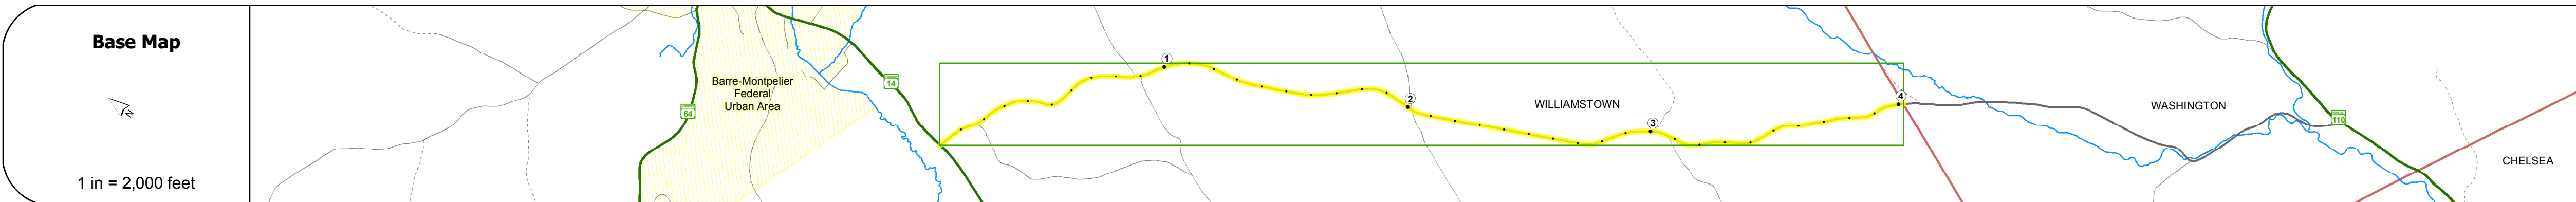 Base Map
N
1 in = 2,000 feet
Barre-Montpelier
Federal
Urban Area
64
14
1
2
WILLIAMSTOWN
3
4
WASHINGTON
110
CHELSEA